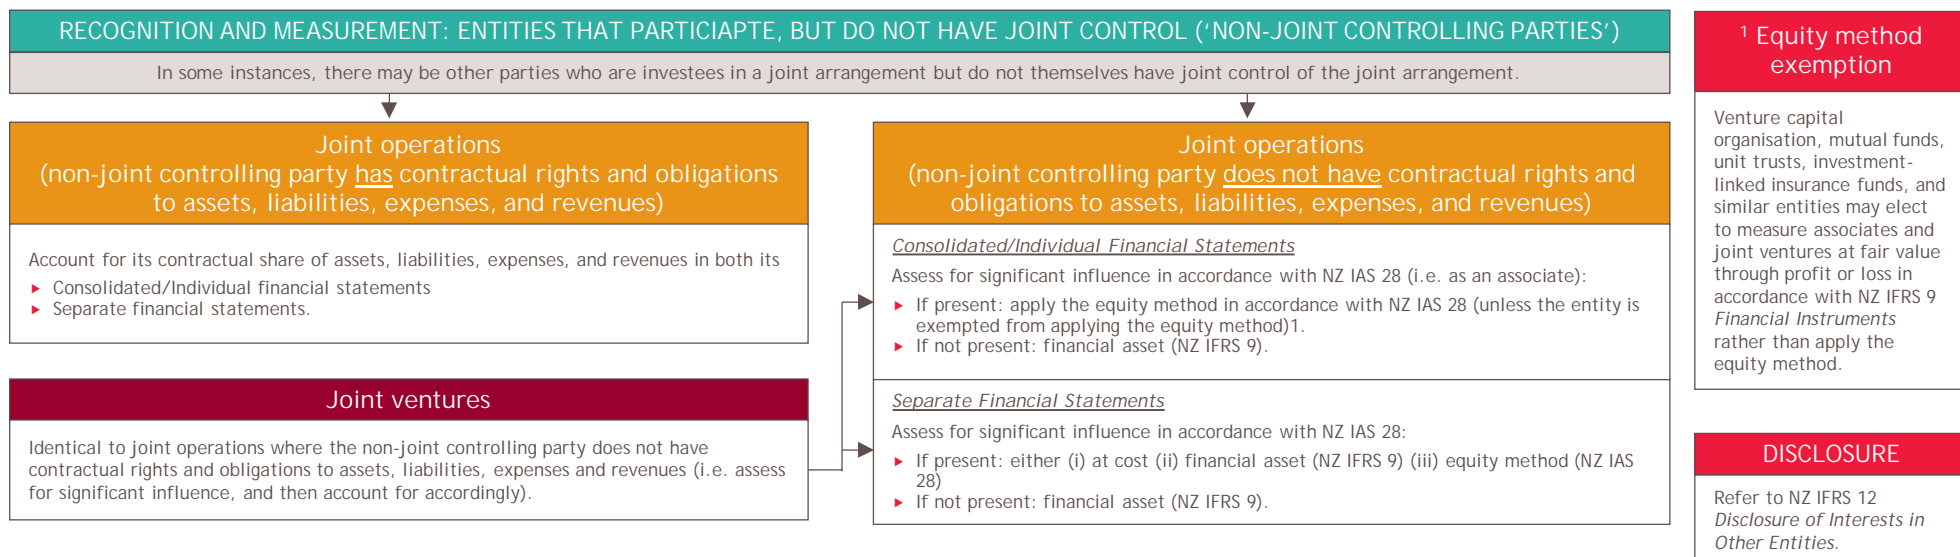 RECOGNITION AND MEASUREMENT: ENTITIES THAT PARTICIAPTE, BUT DO NOT HAVE JOINT CONTROL (‘NON-JOINT CONTROLLING PARTIES’)
In some instances, there may be other parties who are investees in a joint arrangement but do not themselves have joint control of the joint arrangement.
Joint operations
(non-joint controlling party has contractual rights and obligations
to assets, liabilities, expenses, and revenues)
Account for its contractual share of assets, liabilities, expenses, and revenues in both its
► Consolidated/Individual financial statements
► Separate financial statements.
Joint ventures
Identical to joint operations where the non-joint controlling party does not have
contractual rights and obligations to assets, liabilities, expenses and revenues (i.e. assess
for significant influence, and then account for accordingly).
Joint operations
(non-joint controlling party does not have contractual rights and
obligations to assets, liabilities, expenses, and revenues)
Consolidated/Individual Financial Statements
Assess for significant influence in accordance with NZ IAS 28 (i.e. as an associate):
► If present: apply the equity method in accordance with NZ IAS 28 (unless the entity is
exempted from applying the equity method)1.
► If not present: financial asset (NZ IFRS 9).
Separate Financial Statements
Assess for significant influence in accordance with NZ IAS 28:
► If present: either (i) at cost (ii) financial asset (NZ IFRS 9) (iii) equity method (NZ IAS
28)
► If not present: financial asset (NZ IFRS 9).
1 Equity method
exemption
Venture capital
organisation, mutual funds,
unit trusts, investment-
linked insurance funds, and
similar entities may elect
to measure associates and
joint ventures at fair value
through profit or loss in
accordance with NZ IFRS 9
Financial Instruments
rather than apply the
equity method.
DISCLOSURE
Refer to NZ IFRS 12
Disclosure of Interests in
Other Entities.